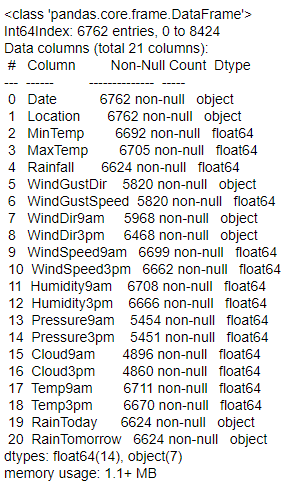 <class 'pandas.core.frame.DataFrame'>
Int64Index: 6762 entries, 0 to 8424
Data columns (total 21 columns):
 #   Column         Non-Null Count  Dtype
---  ------         --------------  -----
 0   Date           6762 non-null   object
 1   Location       6762 non-null   object
 2   MinTemp        6692 non-null   float64
 3   MaxTemp        6705 non-null   float64
 4   Rainfall       6624 non-null   float64
 5   WindGustDir    5820 non-null   object
 6   WindGustSpeed  5820 non-null   float64
 7   WindDir9am     5968 non-null   object
 8   WindDir3pm     6468 non-null   object
 9   WindSpeed9am   6699 non-null   float64
 10  WindSpeed3pm   6662 non-null   float64
 11  Humidity9am    6708 non-null   float64
 12  Humidity3pm    6666 non-null   float64
 13  Pressure9am    5454 non-null   float64
 14  Pressure3pm    5451 non-null   float64
 15  Cloud9am       4896 non-null   float64
 16  Cloud3pm       4860 non-null   float64
 17  Temp9am        6711 non-null   float64
 18  Temp3pm        6670 non-null   float64
 19  RainToday      6624 non-null   object
 20  RainTomorrow   6624 non-null   object
dtypes: float64(14), object(7)
memory usage: 1.1+ MB